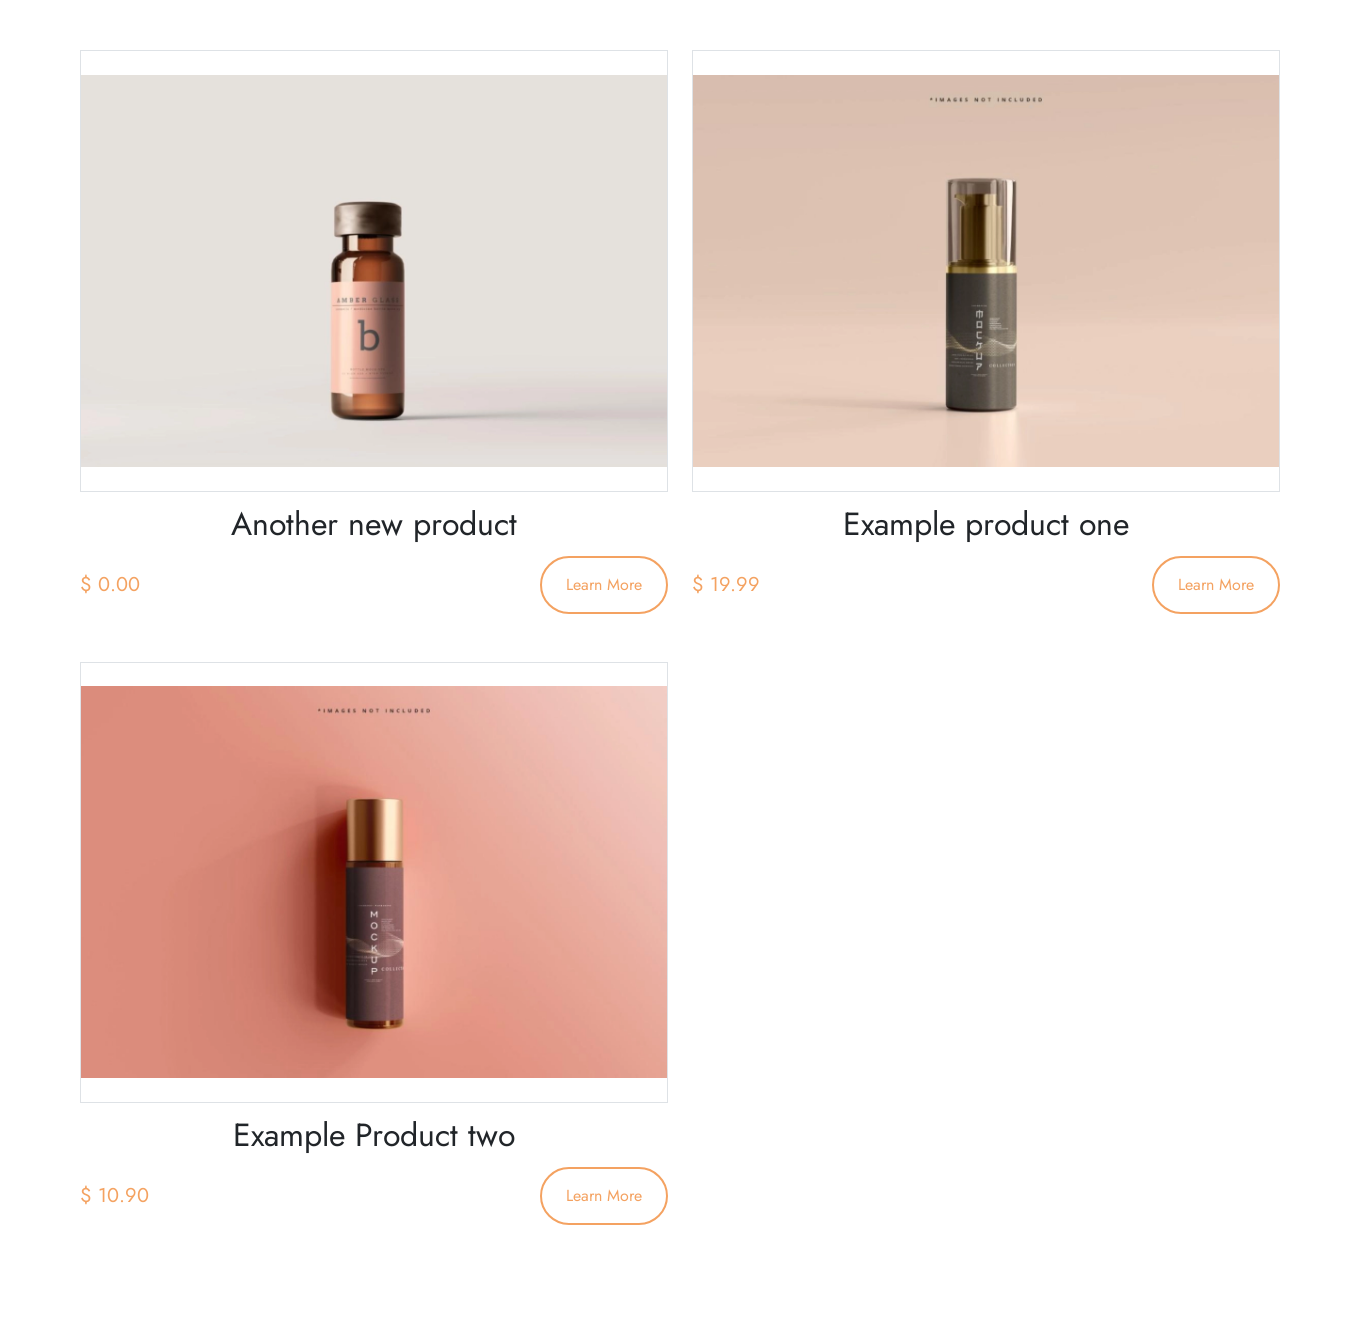 AMBER GLASS
b
Another new product
$ 0.00
Learn More
*IMAGES NOT INCLUDED
Example product one
$ 19.99
Learn More
*IMAGES NOT INCLUDED
MOCKUP
Example Product two
$ 10.90
Learn More